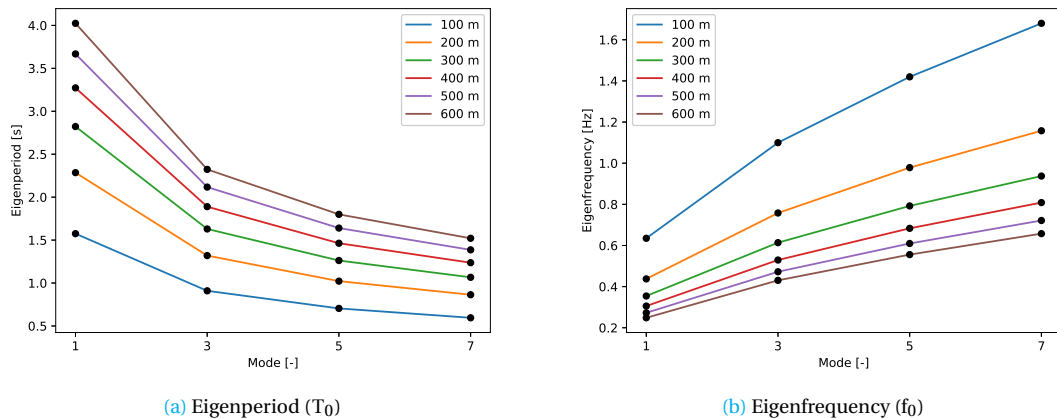 4.0
3.5
3.0
2.5
2.0
1.5
1.0
0.5
Eigenperiod [s]
100 m
200 m
300 m
400 m
500 m
600 m
1 3 5 7
Mode [-]
(a) Eigenperiod (T₀)
1.6
1.4
1.2
1.0
0.8
0.6
0.4
0.2
Eigenfrequency [Hz]
100 m
200 m
300 m
400 m
500 m
600 m
1 3 5 7
Mode [-]
(b) Eigenfrequency (f₀)